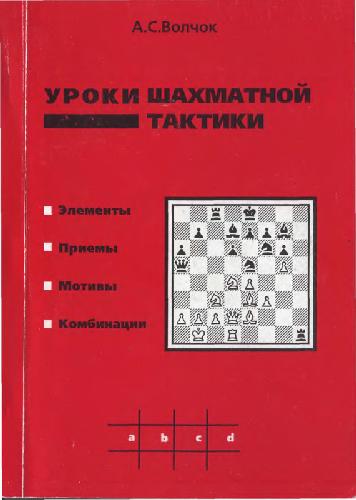 А.С.Волчок
УРОКИ ШАХМАТНОЙ
ТАКТИКИ
Элементы
Приемы
Мотивы
Комбинации
a b c d